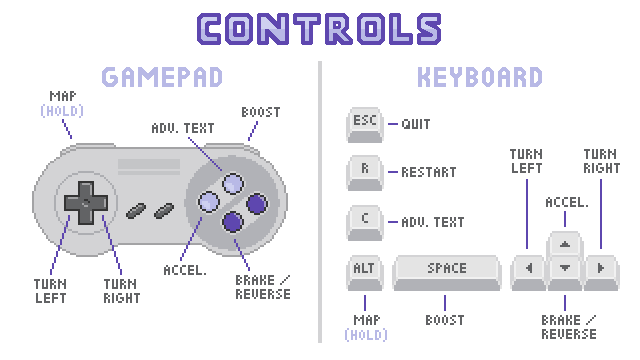 CONTROLS
GAMEPAD
MAP
(HOLD)
ADV. TEXT
BOOST
TURN
LEFT
TURN
RIGHT
ACCEL.
BRAKE /
REVERSE
KEYBOARD
ESC
QUIT
R
RESTART
C
ADV. TEXT
ALT
MAP
(HOLD)
SPACE
BOOST
TURN
LEFT
TURN
RIGHT
ACCEL.
BRAKE /
REVERSE